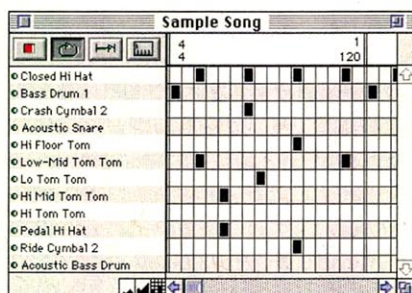 Sample Song
4 1
4 120
Closed Hi Hat
Bass Drum 1
Crash Cymbal 2
Acoustic Snare
Hi Floor Tom
Low-Mid Tom Tom
Lo Tom Tom
Hi Mid Tom Tom
Hi Tom Tom
Pedal Hi Hat
Ride Cymbal 2
Acoustic Bass Drum